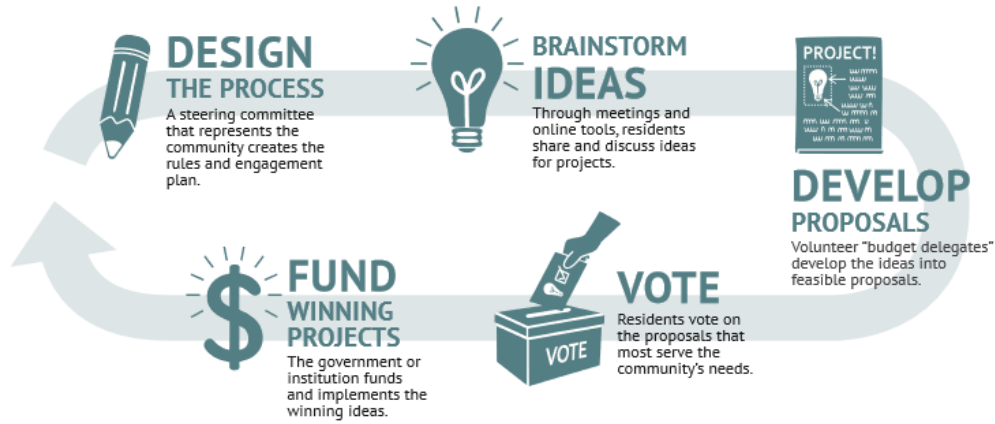 DESIGN
THE PROCESS
A steering committee
that represents the
community creates the
rules and engagement
plan.
BRAINSTORM
IDEAS
Through meetings and
online tools, residents
share and discuss ideas
for projects.
PROJECT!
DEVELOP
PROPOSALS
Volunteer "budget delegates"
develop the ideas into
feasible proposals.
VOTE
VOTE
Residents vote on
the proposals that
most serve the
community's needs.
$
FUND
WINNING
PROJECTS
The government or
institution funds
and implements the
winning ideas.